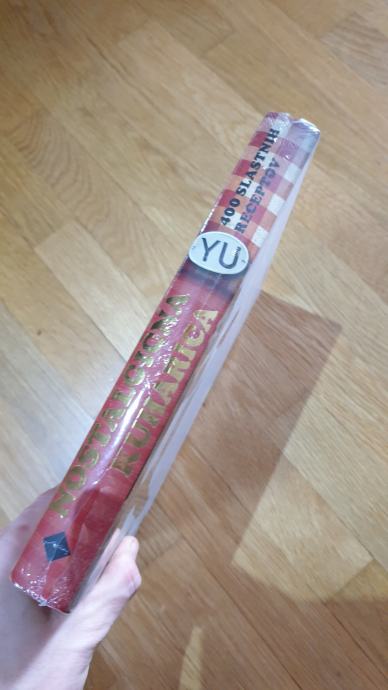 NOSTALGIČNA
KUHARICA
YU
400 SLASTNIH
RECEPTOV